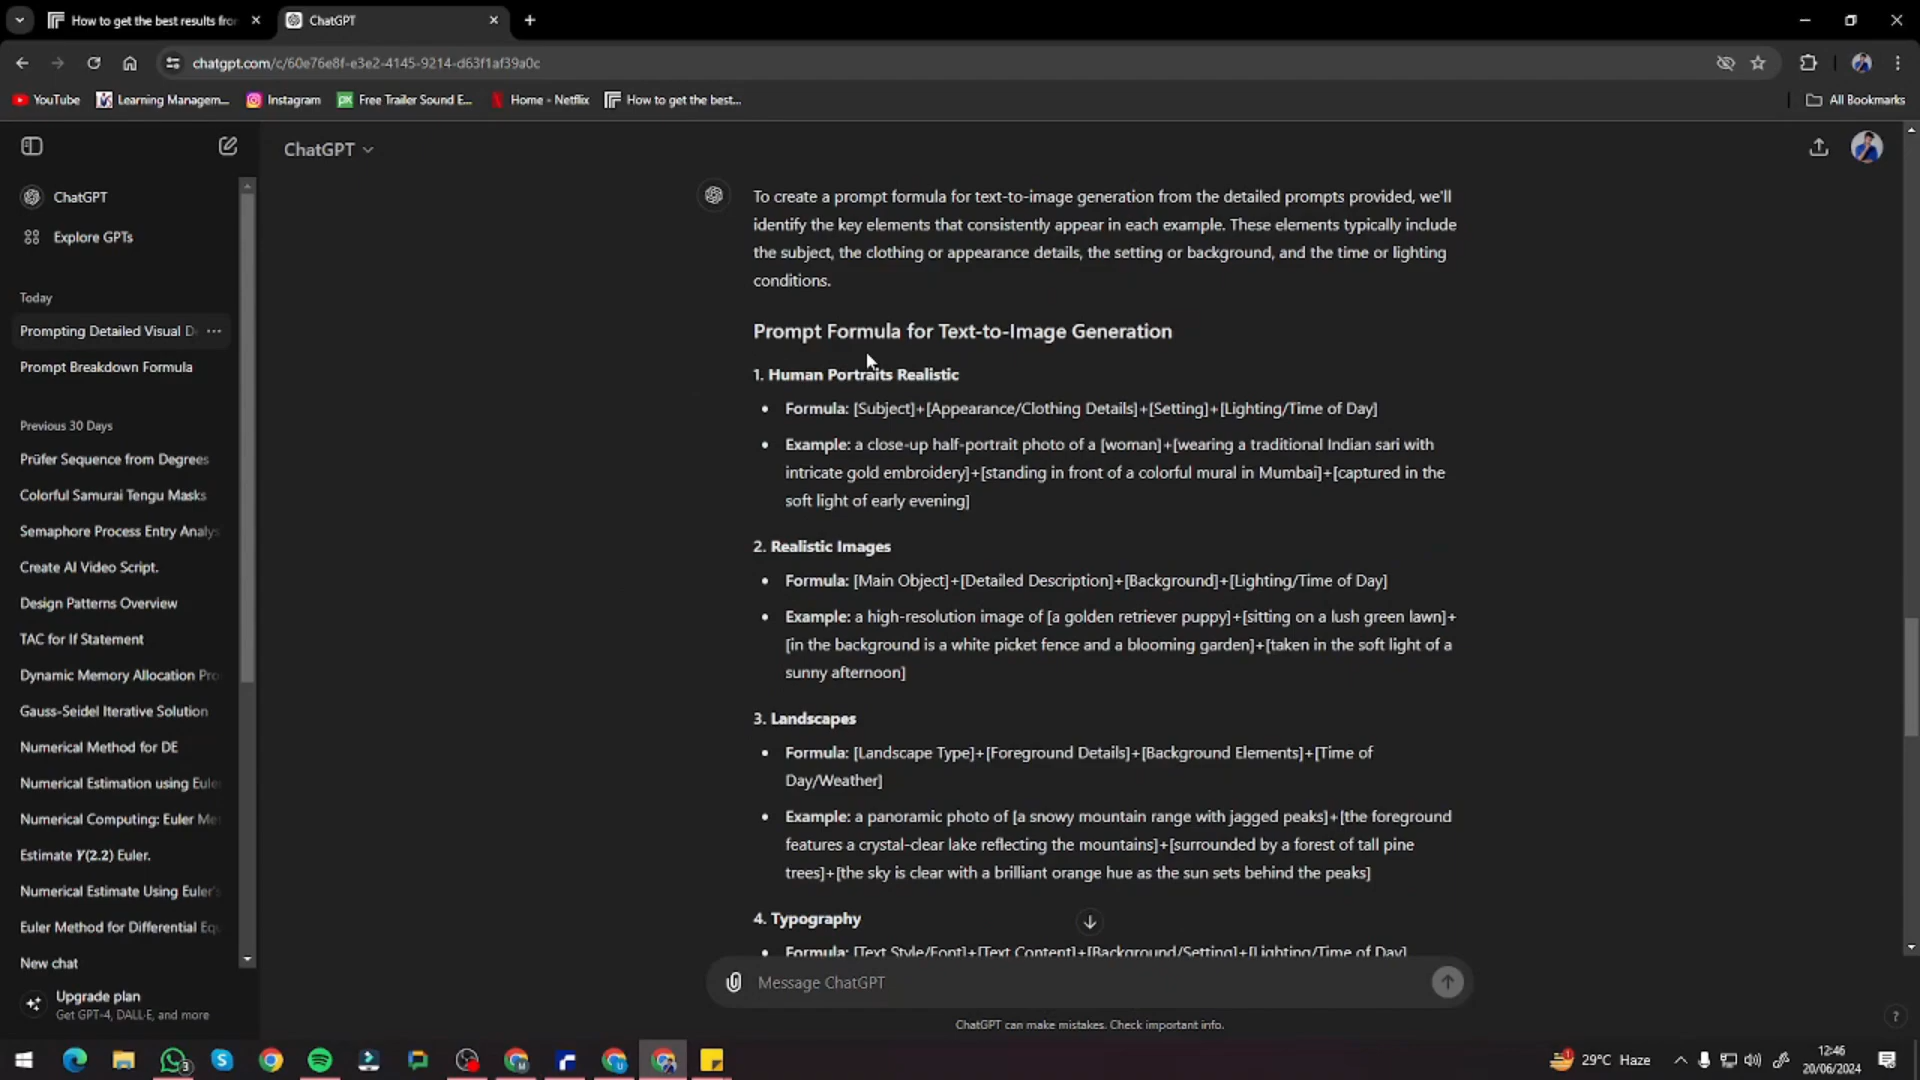 How to get the best results fro
ChatGPT
chatgpt.com/c/60e76e8f-e3e2-4145-9214-d63f1af39a0c
YouTube
Learning Managem...
Instagram
Free Trailer Sound E...
Home - Netflix
How to get the best...
All Bookmarks
ChatGPT
ChatGPT
Explore GPTs
Today
Prompting Detailed Visual D
Prompt Breakdown Formula
Previous 30 Days
Prüfer Sequence from Degrees
Colorful Samurai Tengu Masks
Semaphore Process Entry Analys
Create AI Video Script.
Design Patterns Overview
TAC for If Statement
Dynamic Memory Allocation Pro
Gauss-Seidel Iterative Solution
Numerical Method for DE
Numerical Estimation using Eule
Numerical Computing: Euler Me
Estimate Y(2.2) Euler.
Numerical Estimate Using Euler's
Euler Method for Differential Eq
New chat
Upgrade plan
Get GPT-4, DALL·E, and more
To create a prompt formula for text-to-image generation from the detailed prompts provided, we'll
identify the key elements that consistently appear in each example. These elements typically include
the subject, the clothing or appearance details, the setting or background, and the time or lighting
conditions.
Prompt Formula for Text-to-Image Generation
1. Human Portraits Realistic
Formula: [Subject]+[Appearance/Clothing Details]+[Setting]+[Lighting/Time of Day]
Example: a close-up half-portrait photo of a [woman]+[wearing a traditional Indian sari with
intricate gold embroidery]+[standing in front of a colorful mural in Mumbai]+[captured in the
soft light of early evening]
2. Realistic Images
Formula: [Main Object]+[Detailed Description]+[Background]+[Lighting/Time of Day]
Example: a high-resolution image of [a golden retriever puppy]+[sitting on a lush green lawn]+
[in the background is a white picket fence and a blooming garden]+[taken in the soft light of a
sunny afternoon]
3. Landscapes
Formula: [Landscape Type]+[Foreground Details]+[Background Elements]+[Time of
Day/Weather]
Example: a panoramic photo of [a snowy mountain range with jagged peaks]+[the foreground
features a crystal-clear lake reflecting the mountains]+[surrounded by a forest of tall pine
trees]+[the sky is clear with a brilliant orange hue as the sun sets behind the peaks]
4. Typography
Formula: [Text Style/Font]+[Text Content]+[Background/Setting]+[Lighting/Time of Day]
Message ChatGPT
ChatGPT can make mistakes. Check important info.
?
3
29°C Haze
12:46
20/06/2024